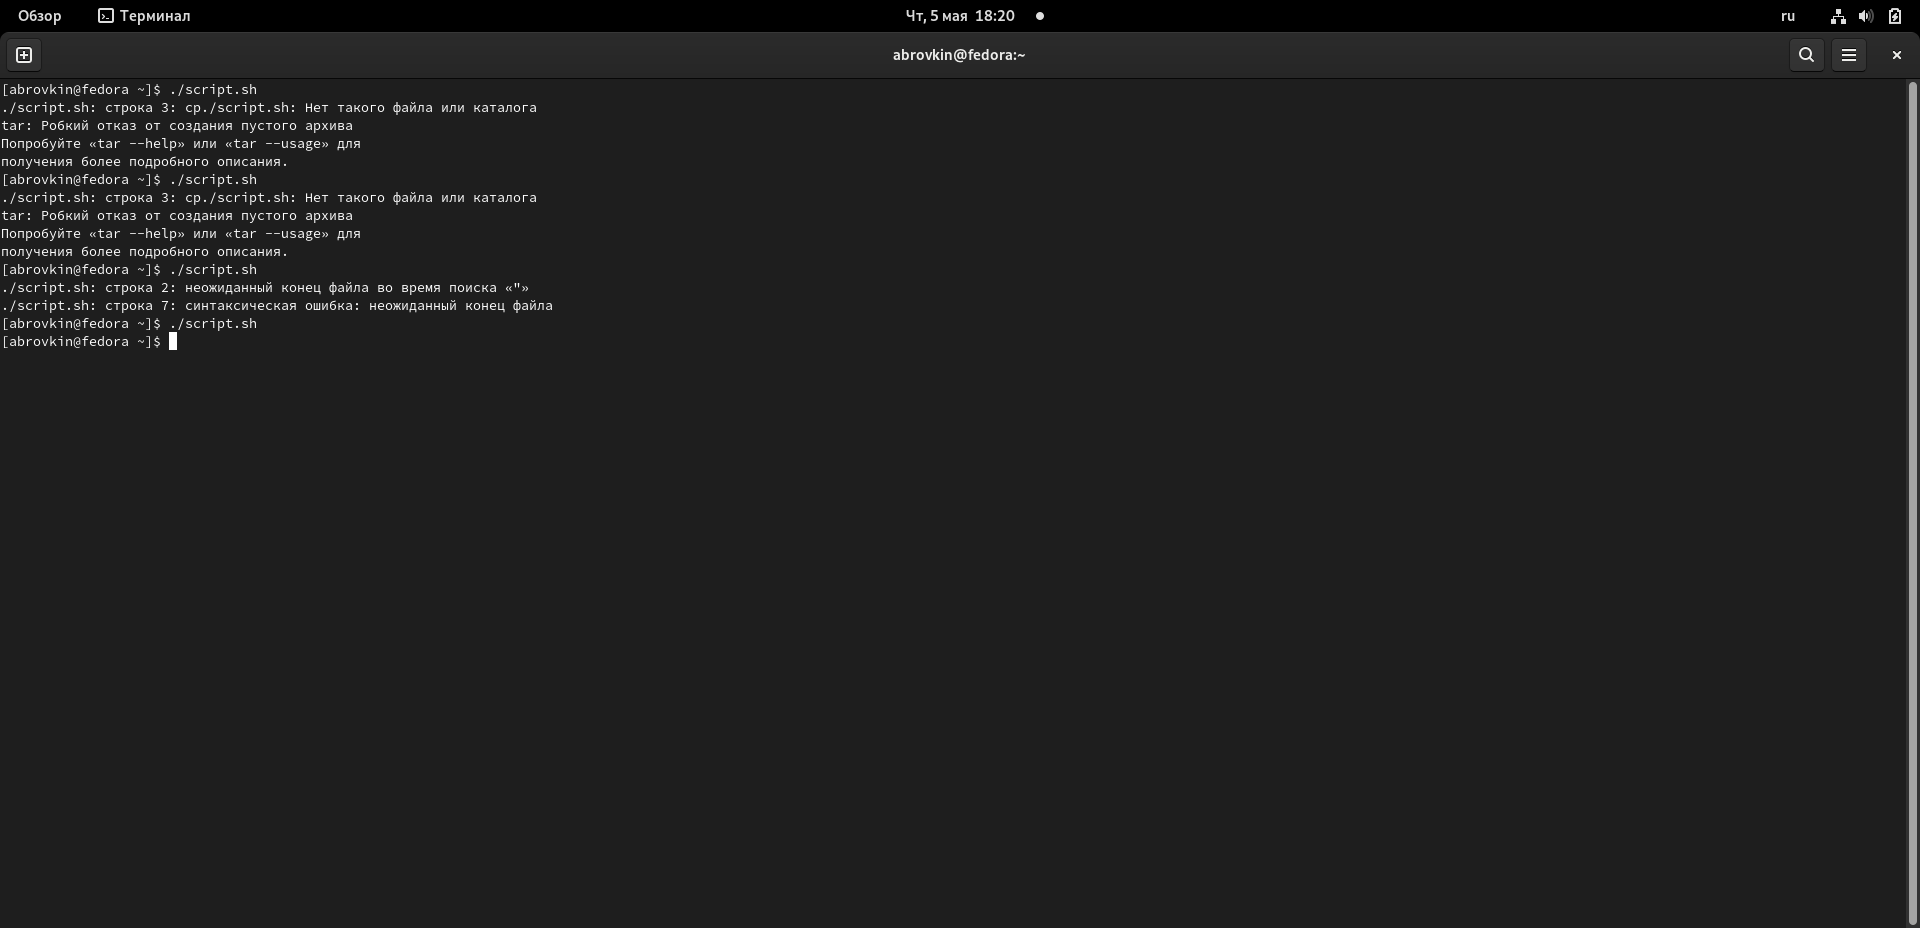 Обзор Терминал Чт, 5 мая 18:20 ru
abrovkin@fedora:~
[abrovkin@fedora ~]$ ./script.sh
./script.sh: строка 3: cp./script.sh: Нет такого файла или каталога
tar: Робкий отказ от создания пустого архива
Попробуйте «tar --help» или «tar --usage» для
получения более подробного описания.
[abrovkin@fedora ~]$ ./script.sh
./script.sh: строка 3: cp./script.sh: Нет такого файла или каталога
tar: Робкий отказ от создания пустого архива
Попробуйте «tar --help» или «tar --usage» для
получения более подробного описания.
[abrovkin@fedora ~]$ ./script.sh
./script.sh: строка 2: неожиданный конец файла во время поиска «"»
./script.sh: строка 7: синтаксическая ошибка: неожиданный конец файла
[abrovkin@fedora ~]$ ./script.sh
[abrovkin@fedora ~]$